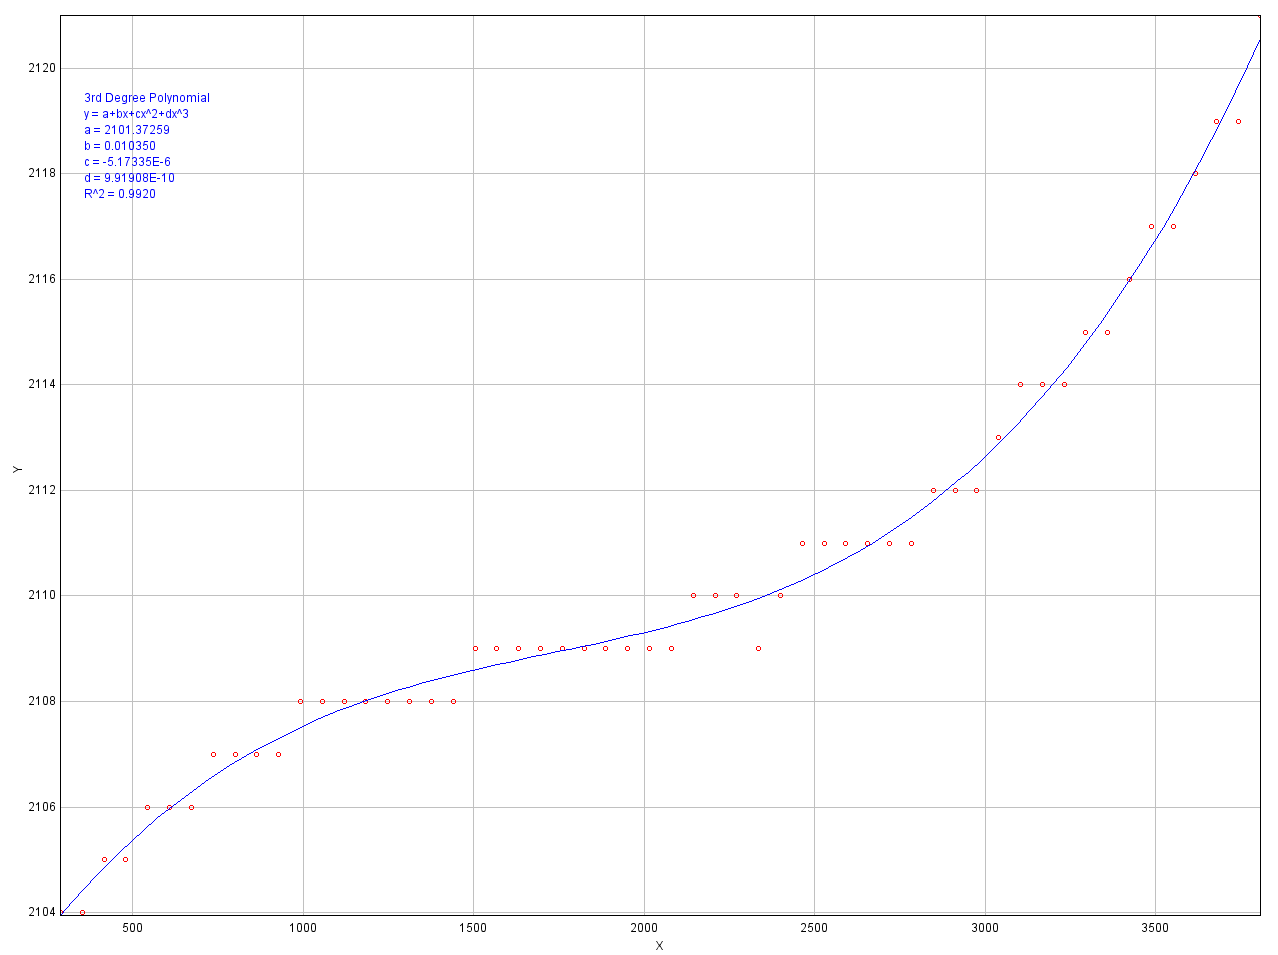 2120
3rd Degree Polynomial
y = a+bx+cx^2+dx^3
a = 2101.37259
b = 0.010350
c = -5.17335E-6
d = 9.91908E-10
R^2 = 0.9920
2118
2116
2114
Y
2112
2110
2108
2106
2104
500 1000 1500 2000 2500 3000 3500
X